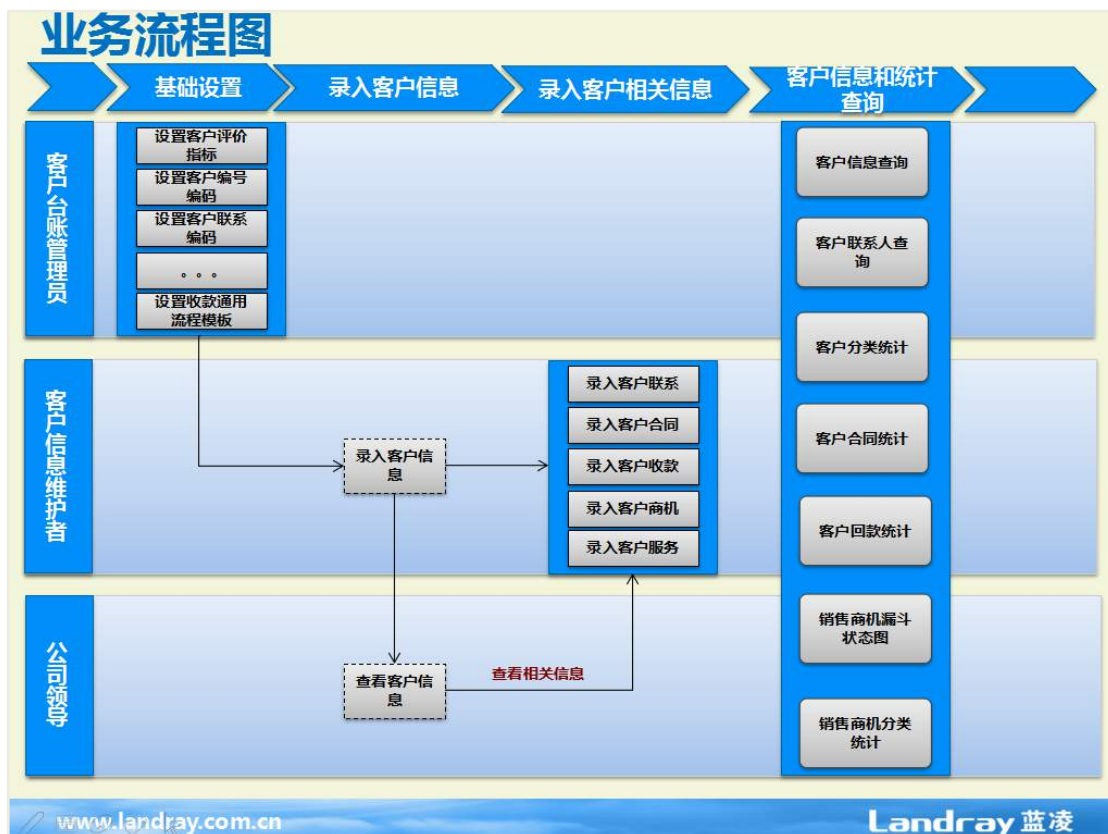 业务流程图
基础设置
录入客户信息
录入客户相关信息
客户信息和统计
查询
客户台账管理员
设置客户评价
指标
设置客户编号
编码
设置客户联系
编码
。。。
设置收款通用
流程模板
客户信息维护者
录入客户信
息
录入客户联系
录入客户合同
录入客户收款
录入客户商机
录入客户服务
公司领导
查看客户信
息
查看相关信息
客户信息查询
客户联系人查
询
客户分类统计
客户合同统计
客户回款统计
销售商机漏斗
状态图
销售商机分类
统计
www.landray.com.cn
Landray 蓝凌